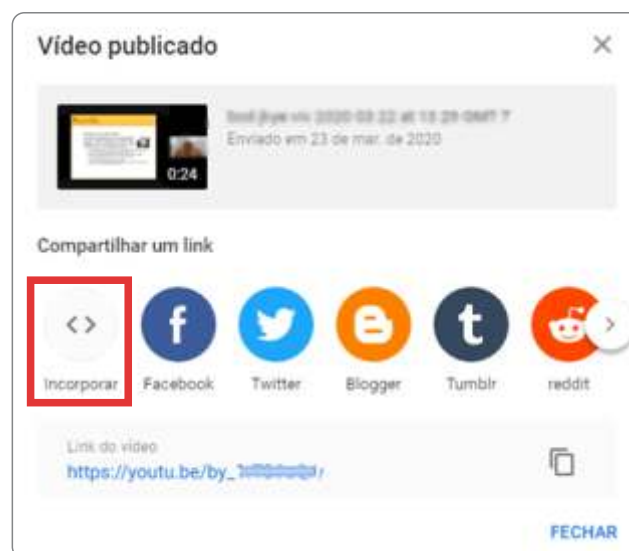 Vídeo publicado
0:24
Enviado em 23 de mar. de 2020
Compartilhar um link
Incorporar Facebook Twitter Blogger Tumblr reddit
Link do vídeo
https://youtu.be/by_
FECHAR